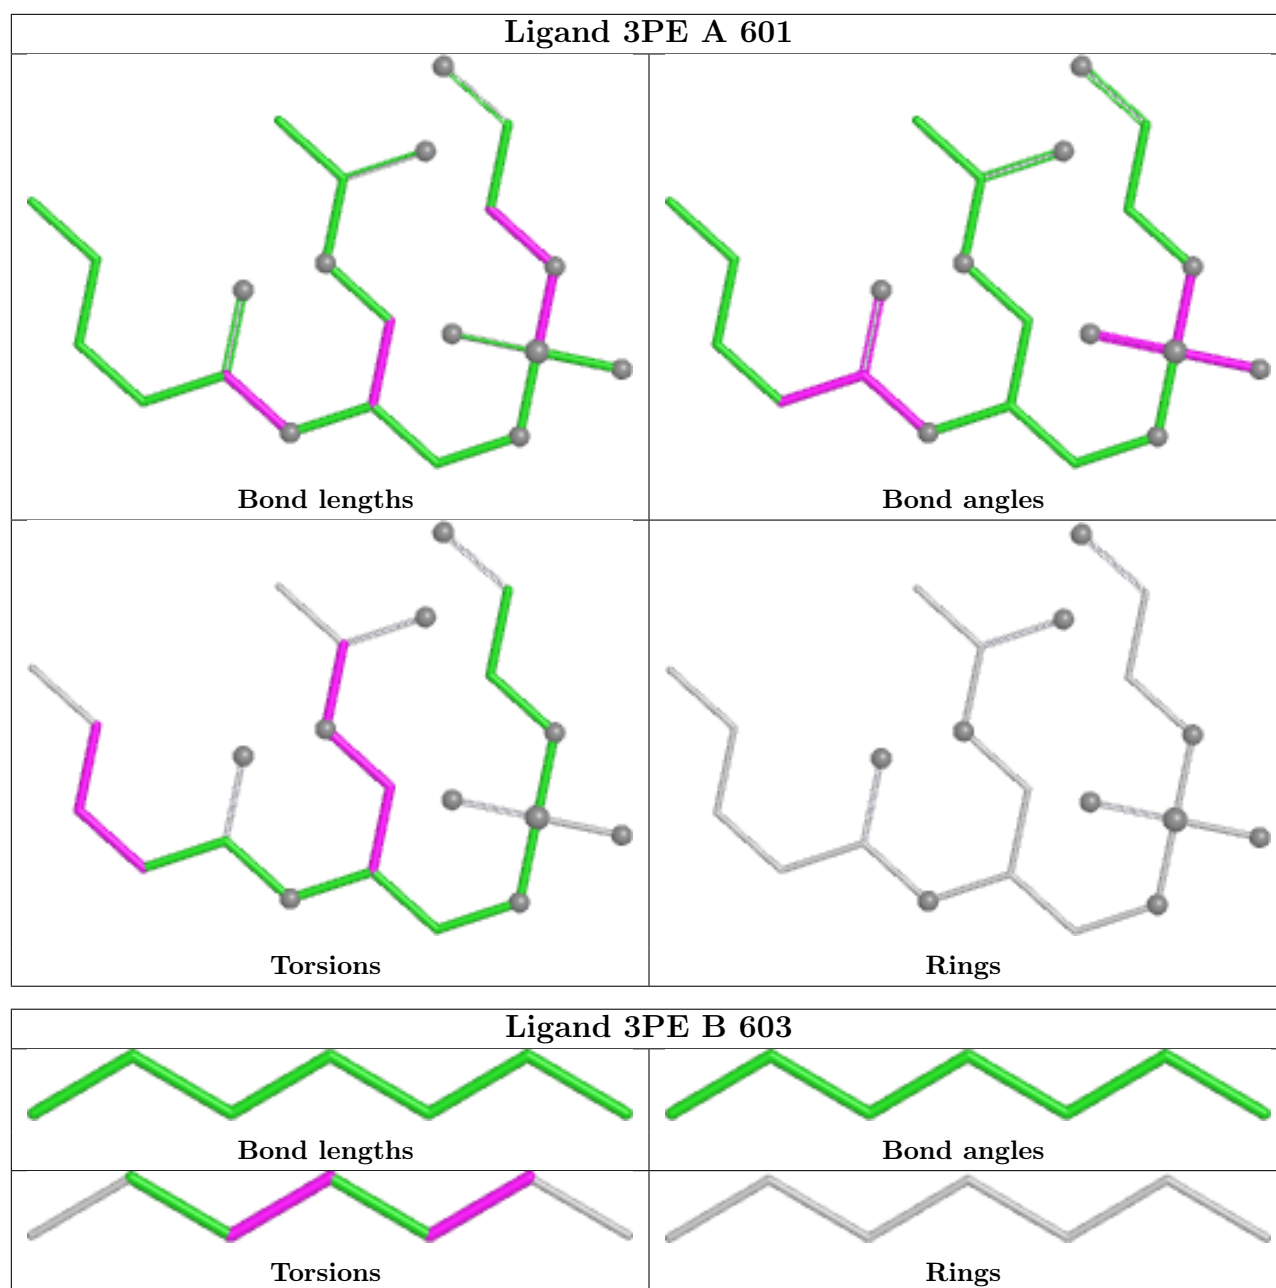 Ligand 3PE A 601
Bond lengths
Bond angles
Torsions
Rings
Ligand 3PE B 603
Bond lengths
Bond angles
Torsions
Rings